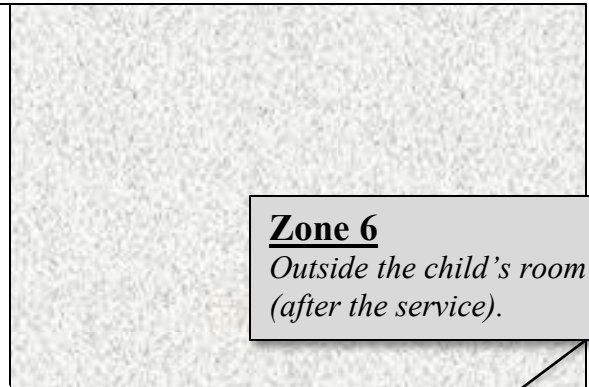 Zone 6
Outside the child’s room
(after the service).